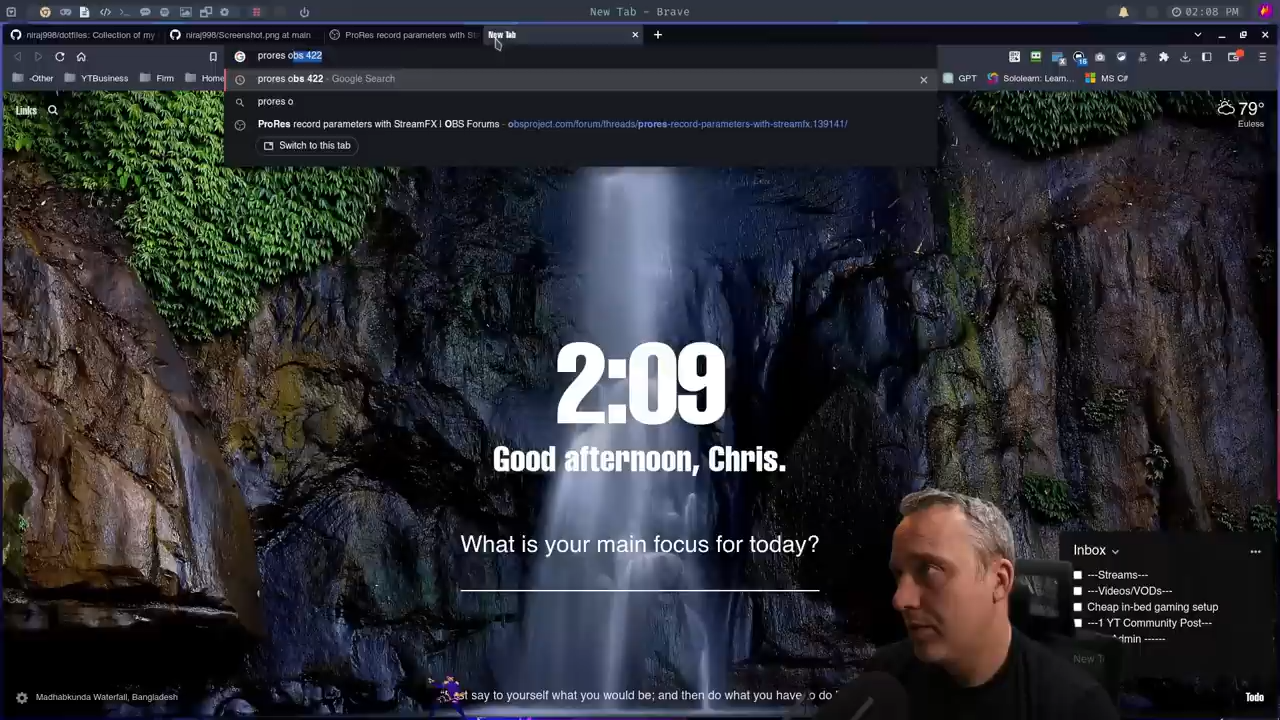 New Tab - Brave
02:08 PM
niraj998/dotfiles: Collection of my
niraj998/Screenshot.png at main
ProRes record parameters with St
New Tab
prores obs 422
-Other
YTBusiness
prores obs 422 - Google Search
GPT
Sololearn: Learn...
MS C#
prores o
Links
ProRes record parameters with StreamFX | OBS Forums - obsproject.com/forum/threads/prores-record-parameters-with-streamfx.139141/
79°
Euless
Switch to this tab
2:09
Good afternoon, Chris.
What is your main focus for today?
Inbox
---Streams---
---Videos/VODs---
Cheap in-bed gaming setup
---1 YT Community Post---
Admin ------
New T
Madhabkunda Waterfall, Bangladesh
st say to yourself what you would be; and then do what you have o do
Todo